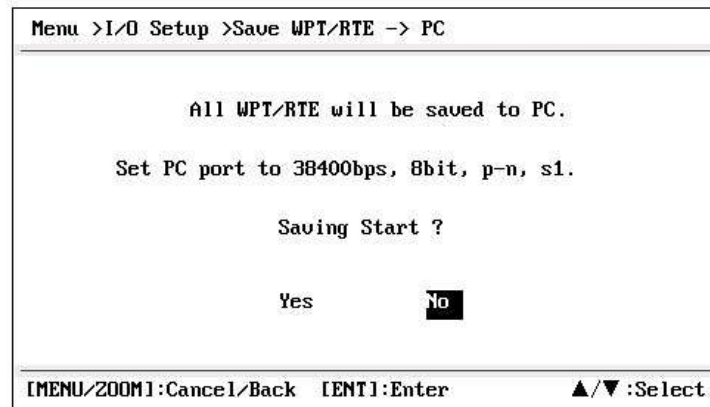 Menu >I/O Setup >Save WPT/RTE -> PC
All WPT/RTE will be saved to PC.
Set PC port to 38400bps, 8bit, p-n, s1.
Saving Start ?
Yes No
[MENU/ZOOM]:Cancel/Back [ENT]:Enter ▲/▼:Select